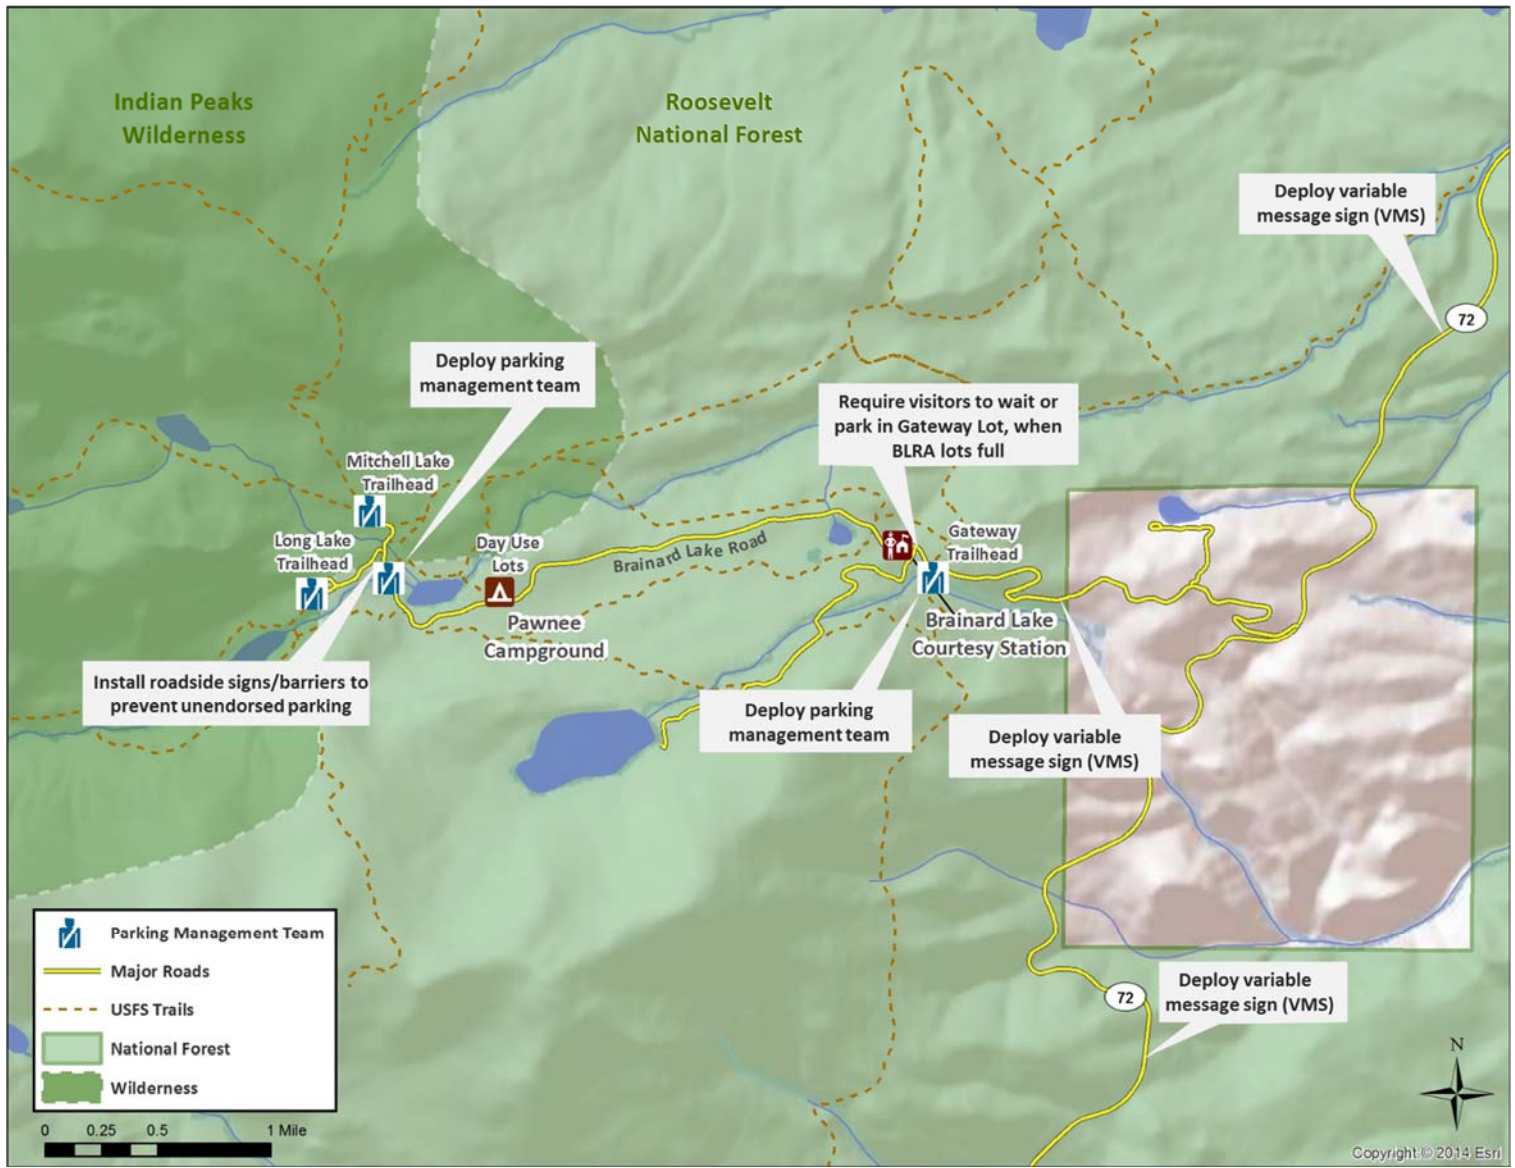 Indian Peaks
Wilderness
Roosevelt
National Forest
Deploy variable
message sign (VMS)
72
Deploy parking
management team
Require visitors to wait or
park in Gateway Lot, when
BLRA lots full
Mitchell Lake
Trailhead
Long Lake
Trailhead
Day Use
Lots
Brainard Lake Road
Gateway
Trailhead
Pawnee
Campground
Brainard Lake
Courtesy Station
Install roadside signs/barriers to
prevent unendorsed parking
Deploy parking
management team
Deploy variable
message sign (VMS)
72
Deploy variable
message sign (VMS)
Parking Management Team
Major Roads
USFS Trails
National Forest
Wilderness
0 0.25 0.5 1 Mile
N
Copyright:© 2014 Esri